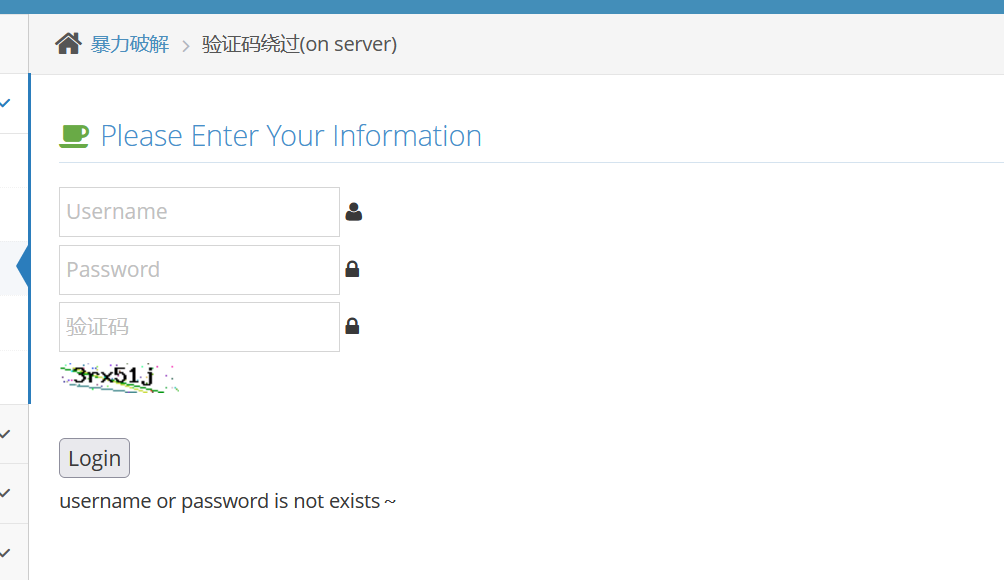 暴力破解 > 验证码绕过(on server)
Please Enter Your Information
Username
Password
验证码
3rx51j
Login
username or password is not exists～